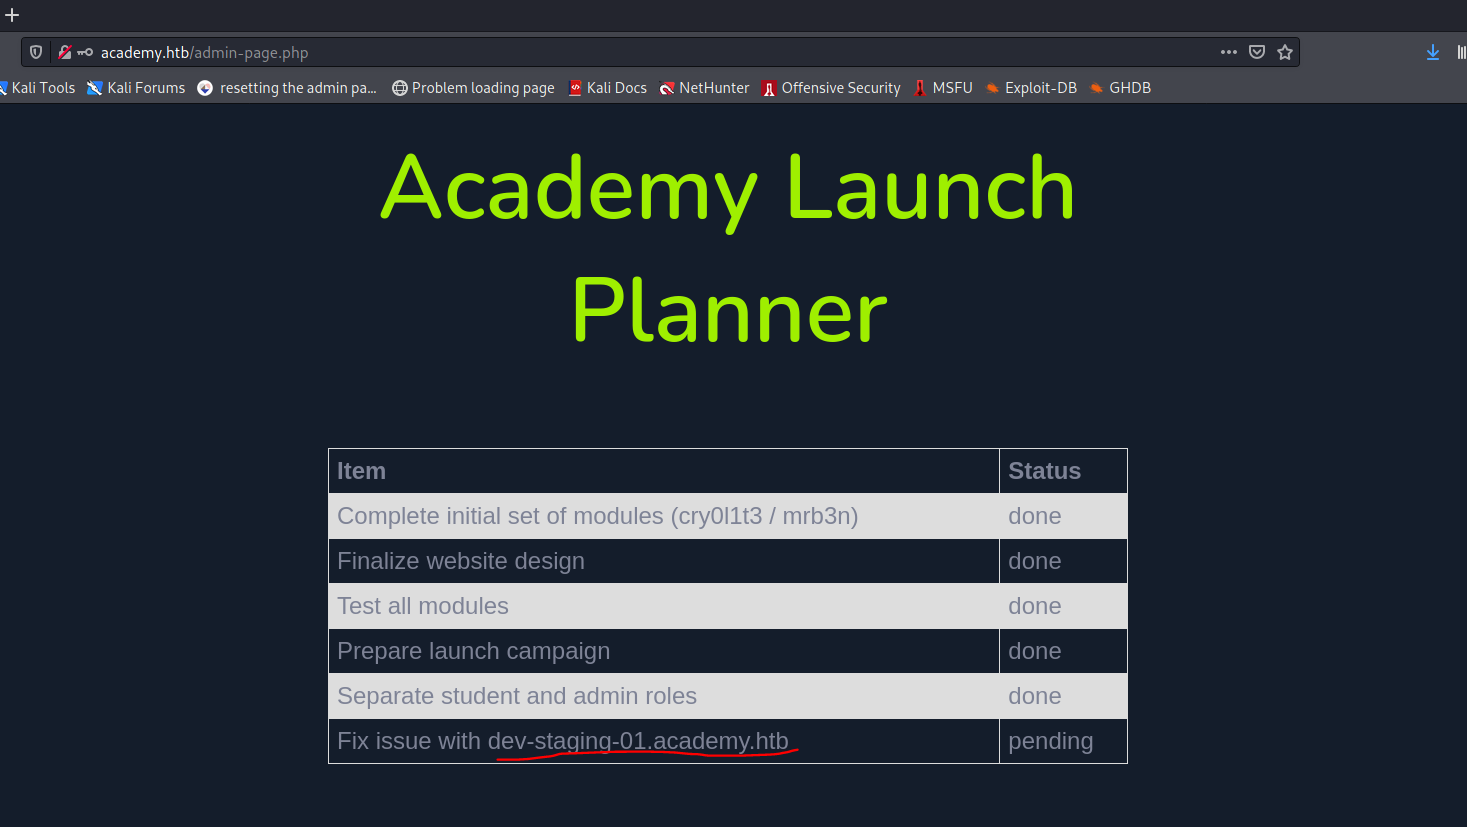 academy.htb/admin-page.php
Kali Tools Kali Forums resetting the admin pa... Problem loading page Kali Docs NetHunter Offensive Security MSFU Exploit-DB GHDB
Academy Launch
Planner
Item Status
Complete initial set of modules (cry0l1t3 / mrb3n) done
Finalize website design done
Test all modules done
Prepare launch campaign done
Separate student and admin roles done
Fix issue with dev-staging-01.academy.htb pending